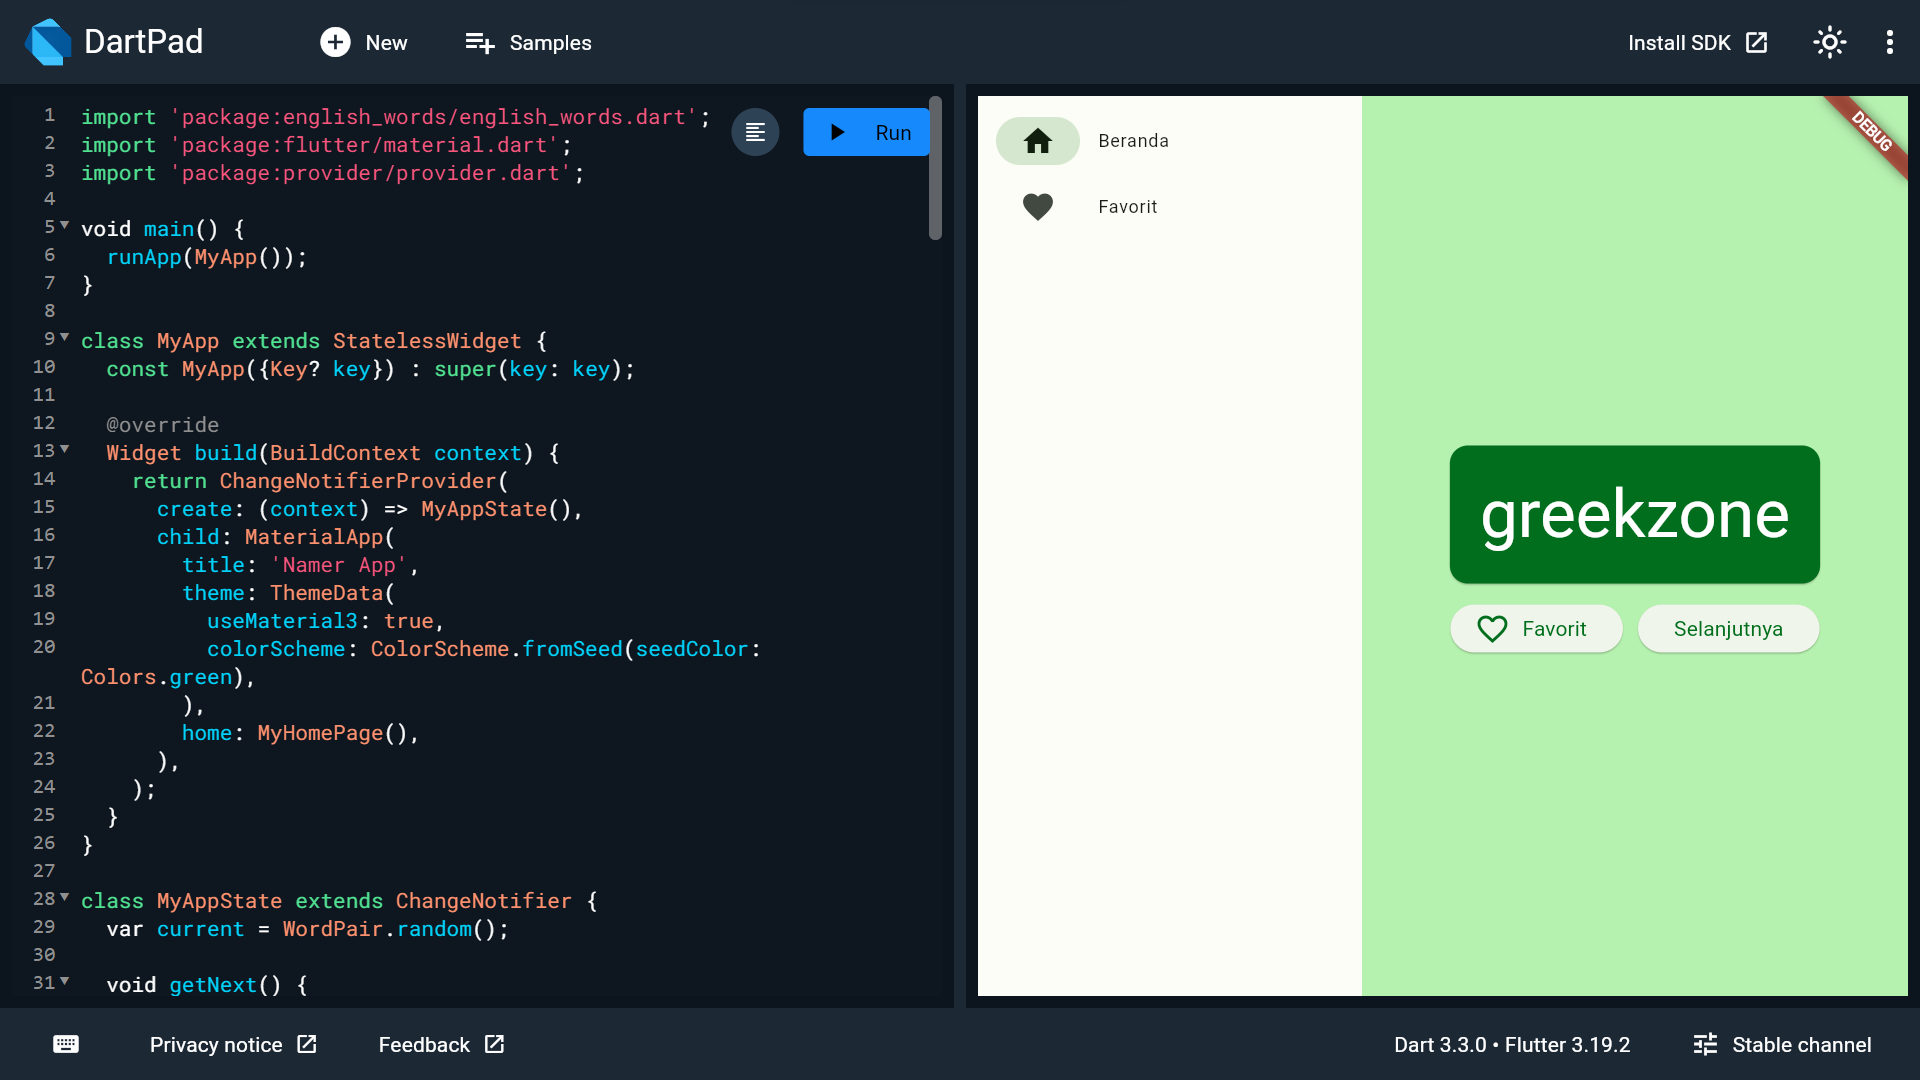 DartPad
New
Samples
Install SDK
1 import 'package:english_words/english_words.dart';
2 import 'package:flutter/material.dart';
3 import 'package:provider/provider.dart';
4
5 void main() {
6   runApp(MyApp());
7 }
8
9 class MyApp extends StatelessWidget {
10   const MyApp({Key? key}) : super(key: key);
11
12   @override
13   Widget build(BuildContext context) {
14     return ChangeNotifierProvider(
15       create: (context) => MyAppState(),
16       child: MaterialApp(
17         title: 'Namer App',
18         theme: ThemeData(
19           useMaterial3: true,
20           colorScheme: ColorScheme.fromSeed(seedColor:
Colors.green),
21         ),
22         home: MyHomePage(),
23       ),
24     );
25   }
26 }
27
28 class MyAppState extends ChangeNotifier {
29   var current = WordPair.random();
30
31   void getNext() {
Run
Beranda
Favorit
DEBUG
greekzone
Favorit
Selanjutnya
Privacy notice
Feedback
Dart 3.3.0 • Flutter 3.19.2
Stable channel